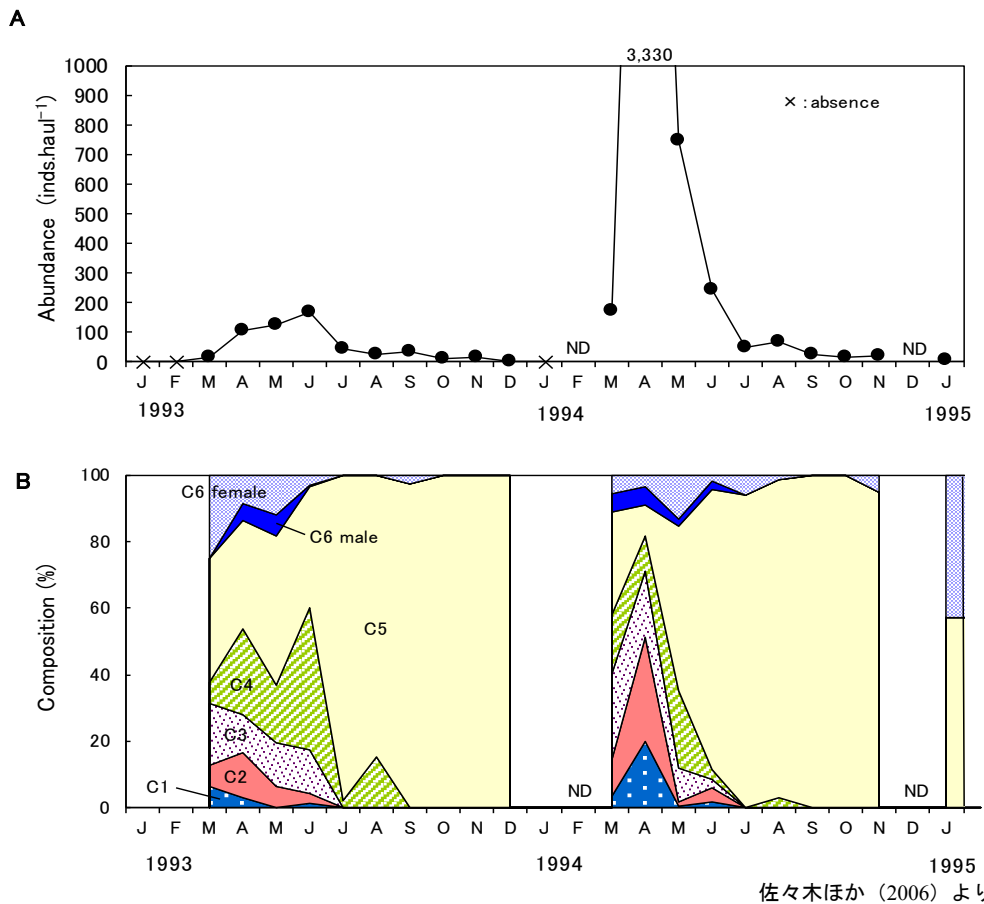 A
3,330
1000
900
800
700
600
500
400
300
200
100
0
Abundance (inds.haul⁻¹)
× : absence
ND
ND
J F M A M J J A S O N D J F M A M J J A S O N D J
1993
1994
1995
B
100
80
60
40
20
0
Composition (%)
C6 female
C6 male
C5
C4
C3
C2
C1
ND
ND
J F M A M J J A S O N D J F M A M J J A S O N D J
1993
1994
1995
佐々木ほか (2006) より